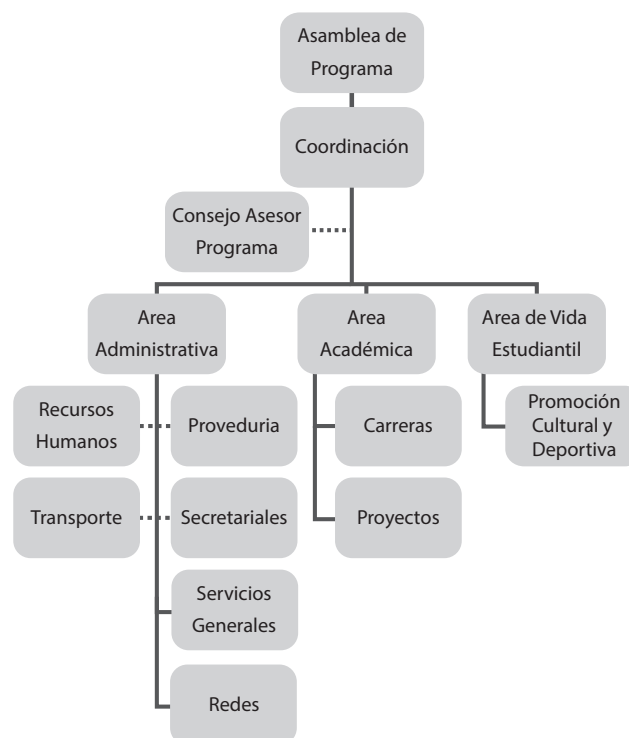 Asamblea de
Programa
Coordinación
Consejo Asesor
Programa
Area
Administrativa
Area
Académica
Area de Vida
Estudiantil
Recursos
Humanos
Proveduria
Carreras
Promoción
Cultural y
Deportiva
Transporte
Secretariales
Proyectos
Servicios
Generales
Redes